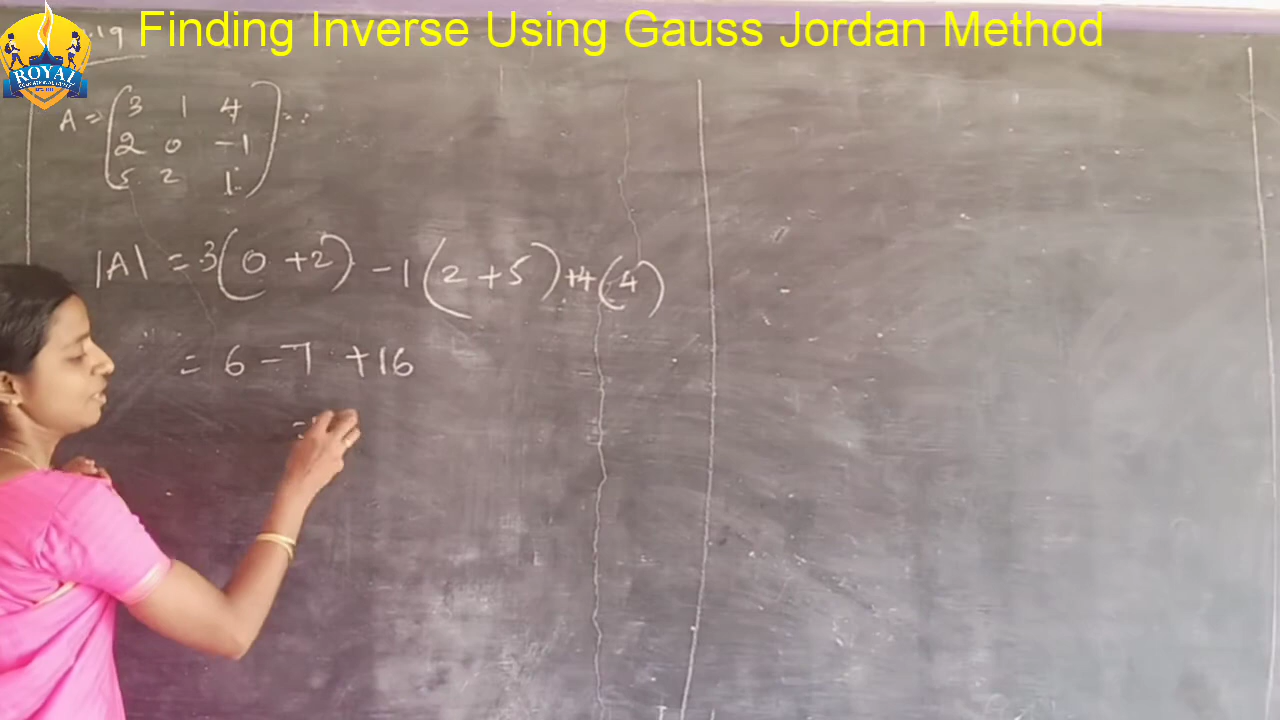 Finding Inverse Using Gauss Jordan Method
ROYAL
.19
A = ( 3 1 4
2 0 -1
5 2 1 )
|A| = 3(0 +2) - 1(2+5) +4(4)
= 6 - 7 +16
=